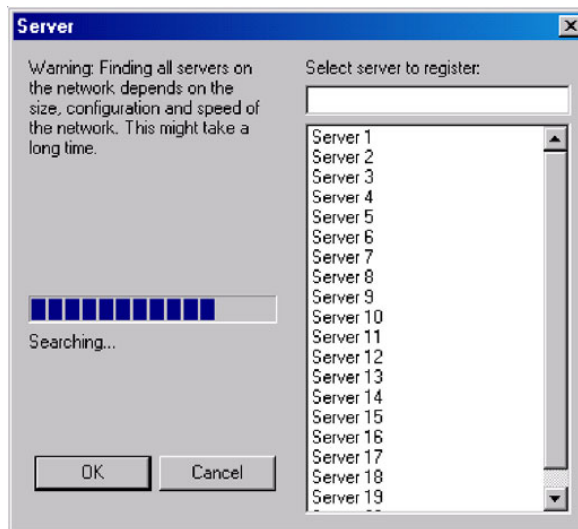 Server
Warning: Finding all servers on
the network depends on the
size, configuration and speed of
the network. This might take a
long time.
Searching...
OK
Cancel
Select server to register:
Server 1
Server 2
Server 3
Server 4
Server 5
Server 6
Server 7
Server 8
Server 9
Server 10
Server 11
Server 12
Server 13
Server 14
Server 15
Server 16
Server 17
Server 18
Server 19